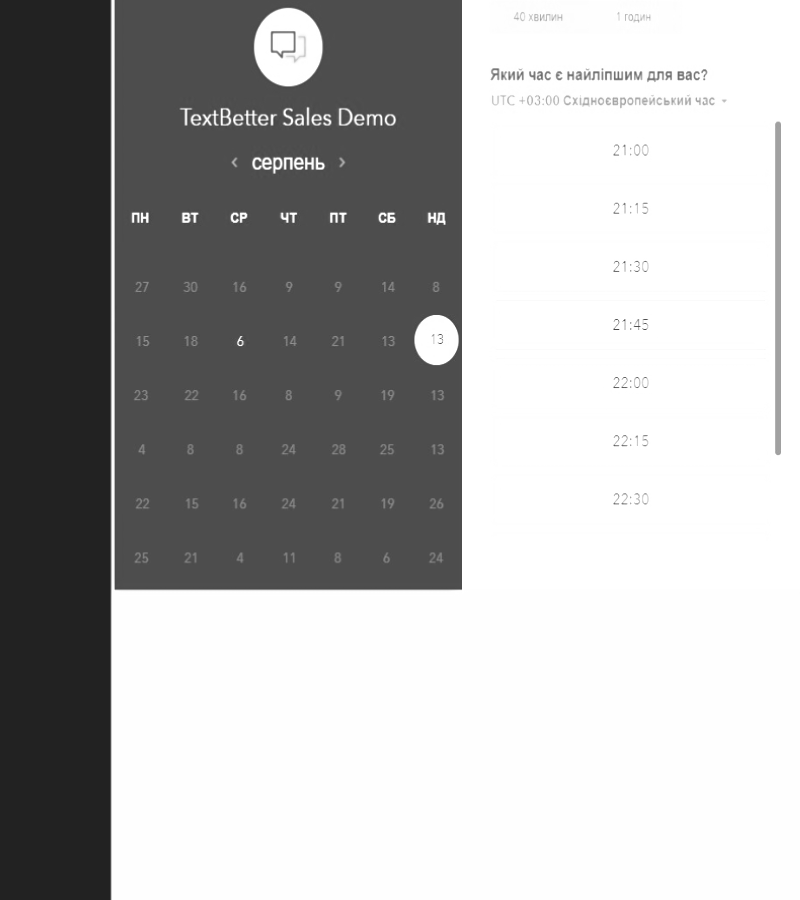 TextBetter Sales Demo
‹ серпень ›
ПН ВТ СР ЧТ ПТ СБ НД
27 30 16 9 9 14 8
15 18 6 14 21 13 13
23 22 16 8 9 19 13
4 8 8 24 28 25 13
22 15 16 24 21 19 26
25 21 4 11 8 6 24
40 хвилин 1 годин
Який час є найліпшим для вас?
UTC +03:00 Східноєвропейський час
21:00
21:15
21:30
21:45
22:00
22:15
22:30